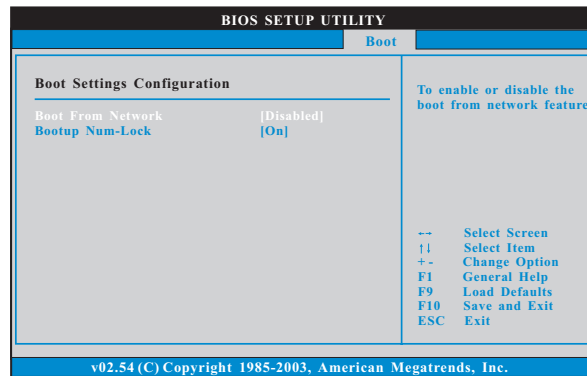 BIOS SETUP UTILITY
Boot
Boot Settings Configuration
Boot From Network [Disabled]
Bootup Num-Lock [On]
To enable or disable the
boot from network feature
←→ Select Screen
↑↓ Select Item
+ - Change Option
F1 General Help
F9 Load Defaults
F10 Save and Exit
ESC Exit
v02.54 (C) Copyright 1985-2003, American Megatrends, Inc.